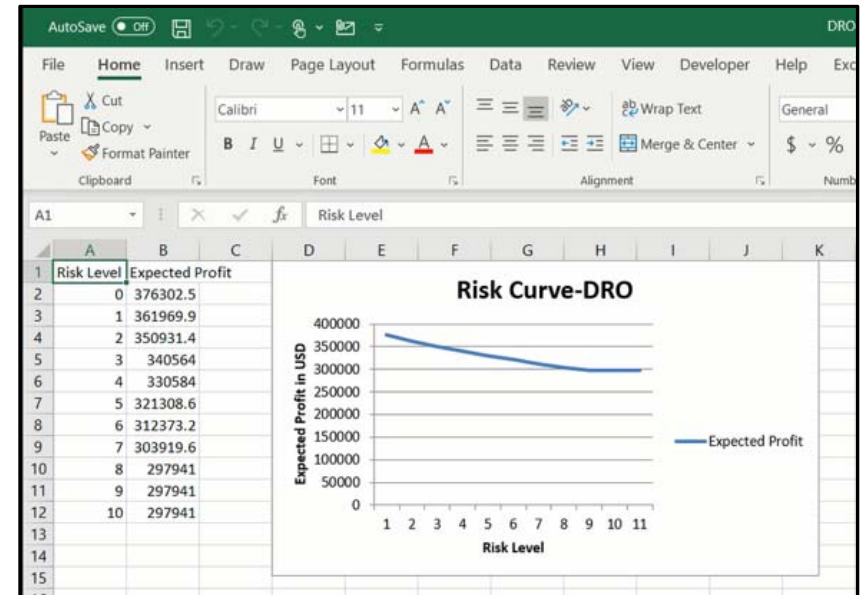 AutoSave Off DRO
File Home Insert Draw Page Layout Formulas Data Review View Developer Help Exc
Cut
Copy
Format Painter
Paste
Calibri 11 A^ A˅
B I U A
Wrap Text
Merge & Center
General
$ %
Clipboard Font Alignment Numb
A1 fx Risk Level
A B C D E F G H I J K
1 Risk Level Expected Profit
2 0 376302.5
3 1 361969.9
4 2 350931.4
5 3 340564
6 4 330584
7 5 321308.6
8 6 312373.2
9 7 303919.6
10 8 297941
11 9 297941
12 10 297941
13
14
15
Risk Curve-DRO
Expected Profit in USD
400000
350000
300000
250000
200000
150000
100000
50000
0
1 2 3 4 5 6 7 8 9 10 11
Risk Level
Expected Profit